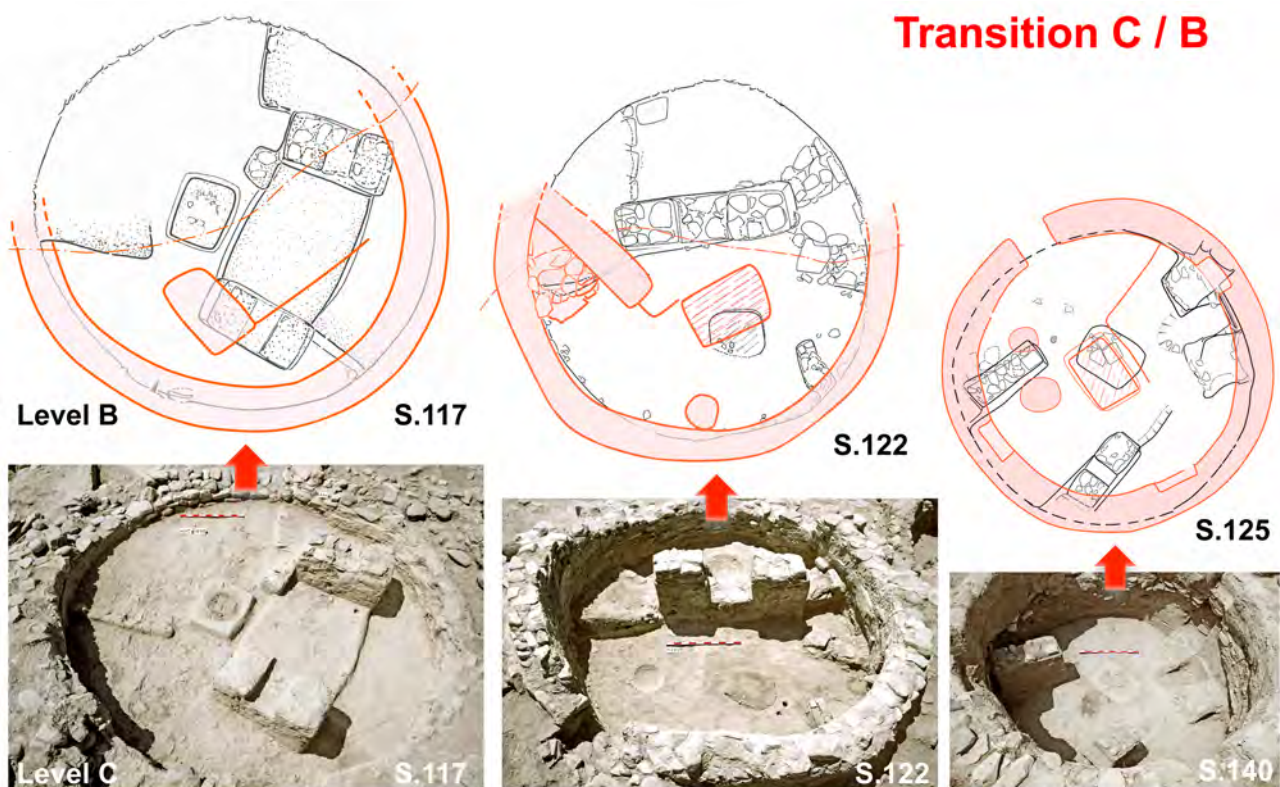 Transition C / B
Level B
S.117
S.122
S.125
Level C
S.117
S.122
S.140